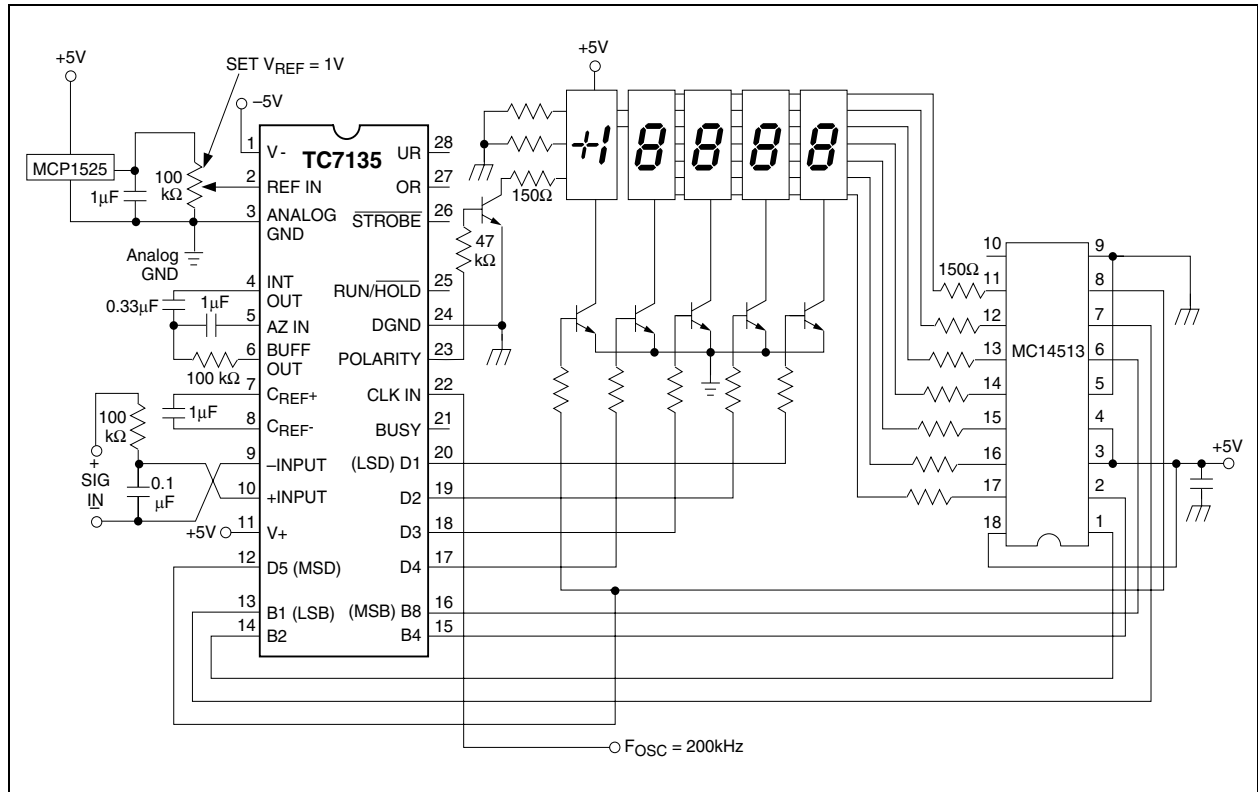 +5V
SET VREF = 1V
–5V
MCP1525
1μF
100 kΩ
Analog GND
TC7135
1 V-
2 REF IN
3 ANALOG GND
4 INT OUT
5 AZ IN
6 BUFF OUT
7 CREF+
8 CREF-
9 –INPUT
10 +INPUT
11 V+
12 D5 (MSD)
13 B1 (LSB)
14 B2
UR 28
OR 27
STROBE 26
RUN/HOLD 25
DGND 24
POLARITY 23
CLK IN 22
BUSY 21
(LSD) D1 20
D2 19
D3 18
D4 17
(MSB) B8 16
B4 15
0.33μF
1μF
100 kΩ
1μF
100 kΩ
+
SIG
IN
–
0.1 μF
+5V
47 kΩ
150Ω
+5V
+1 8 8 8 8
150Ω
MC14513
10
11
12
13
14
15
16
17
18
9
8
7
6
5
4
3
2
1
+5V
FOSC = 200kHz